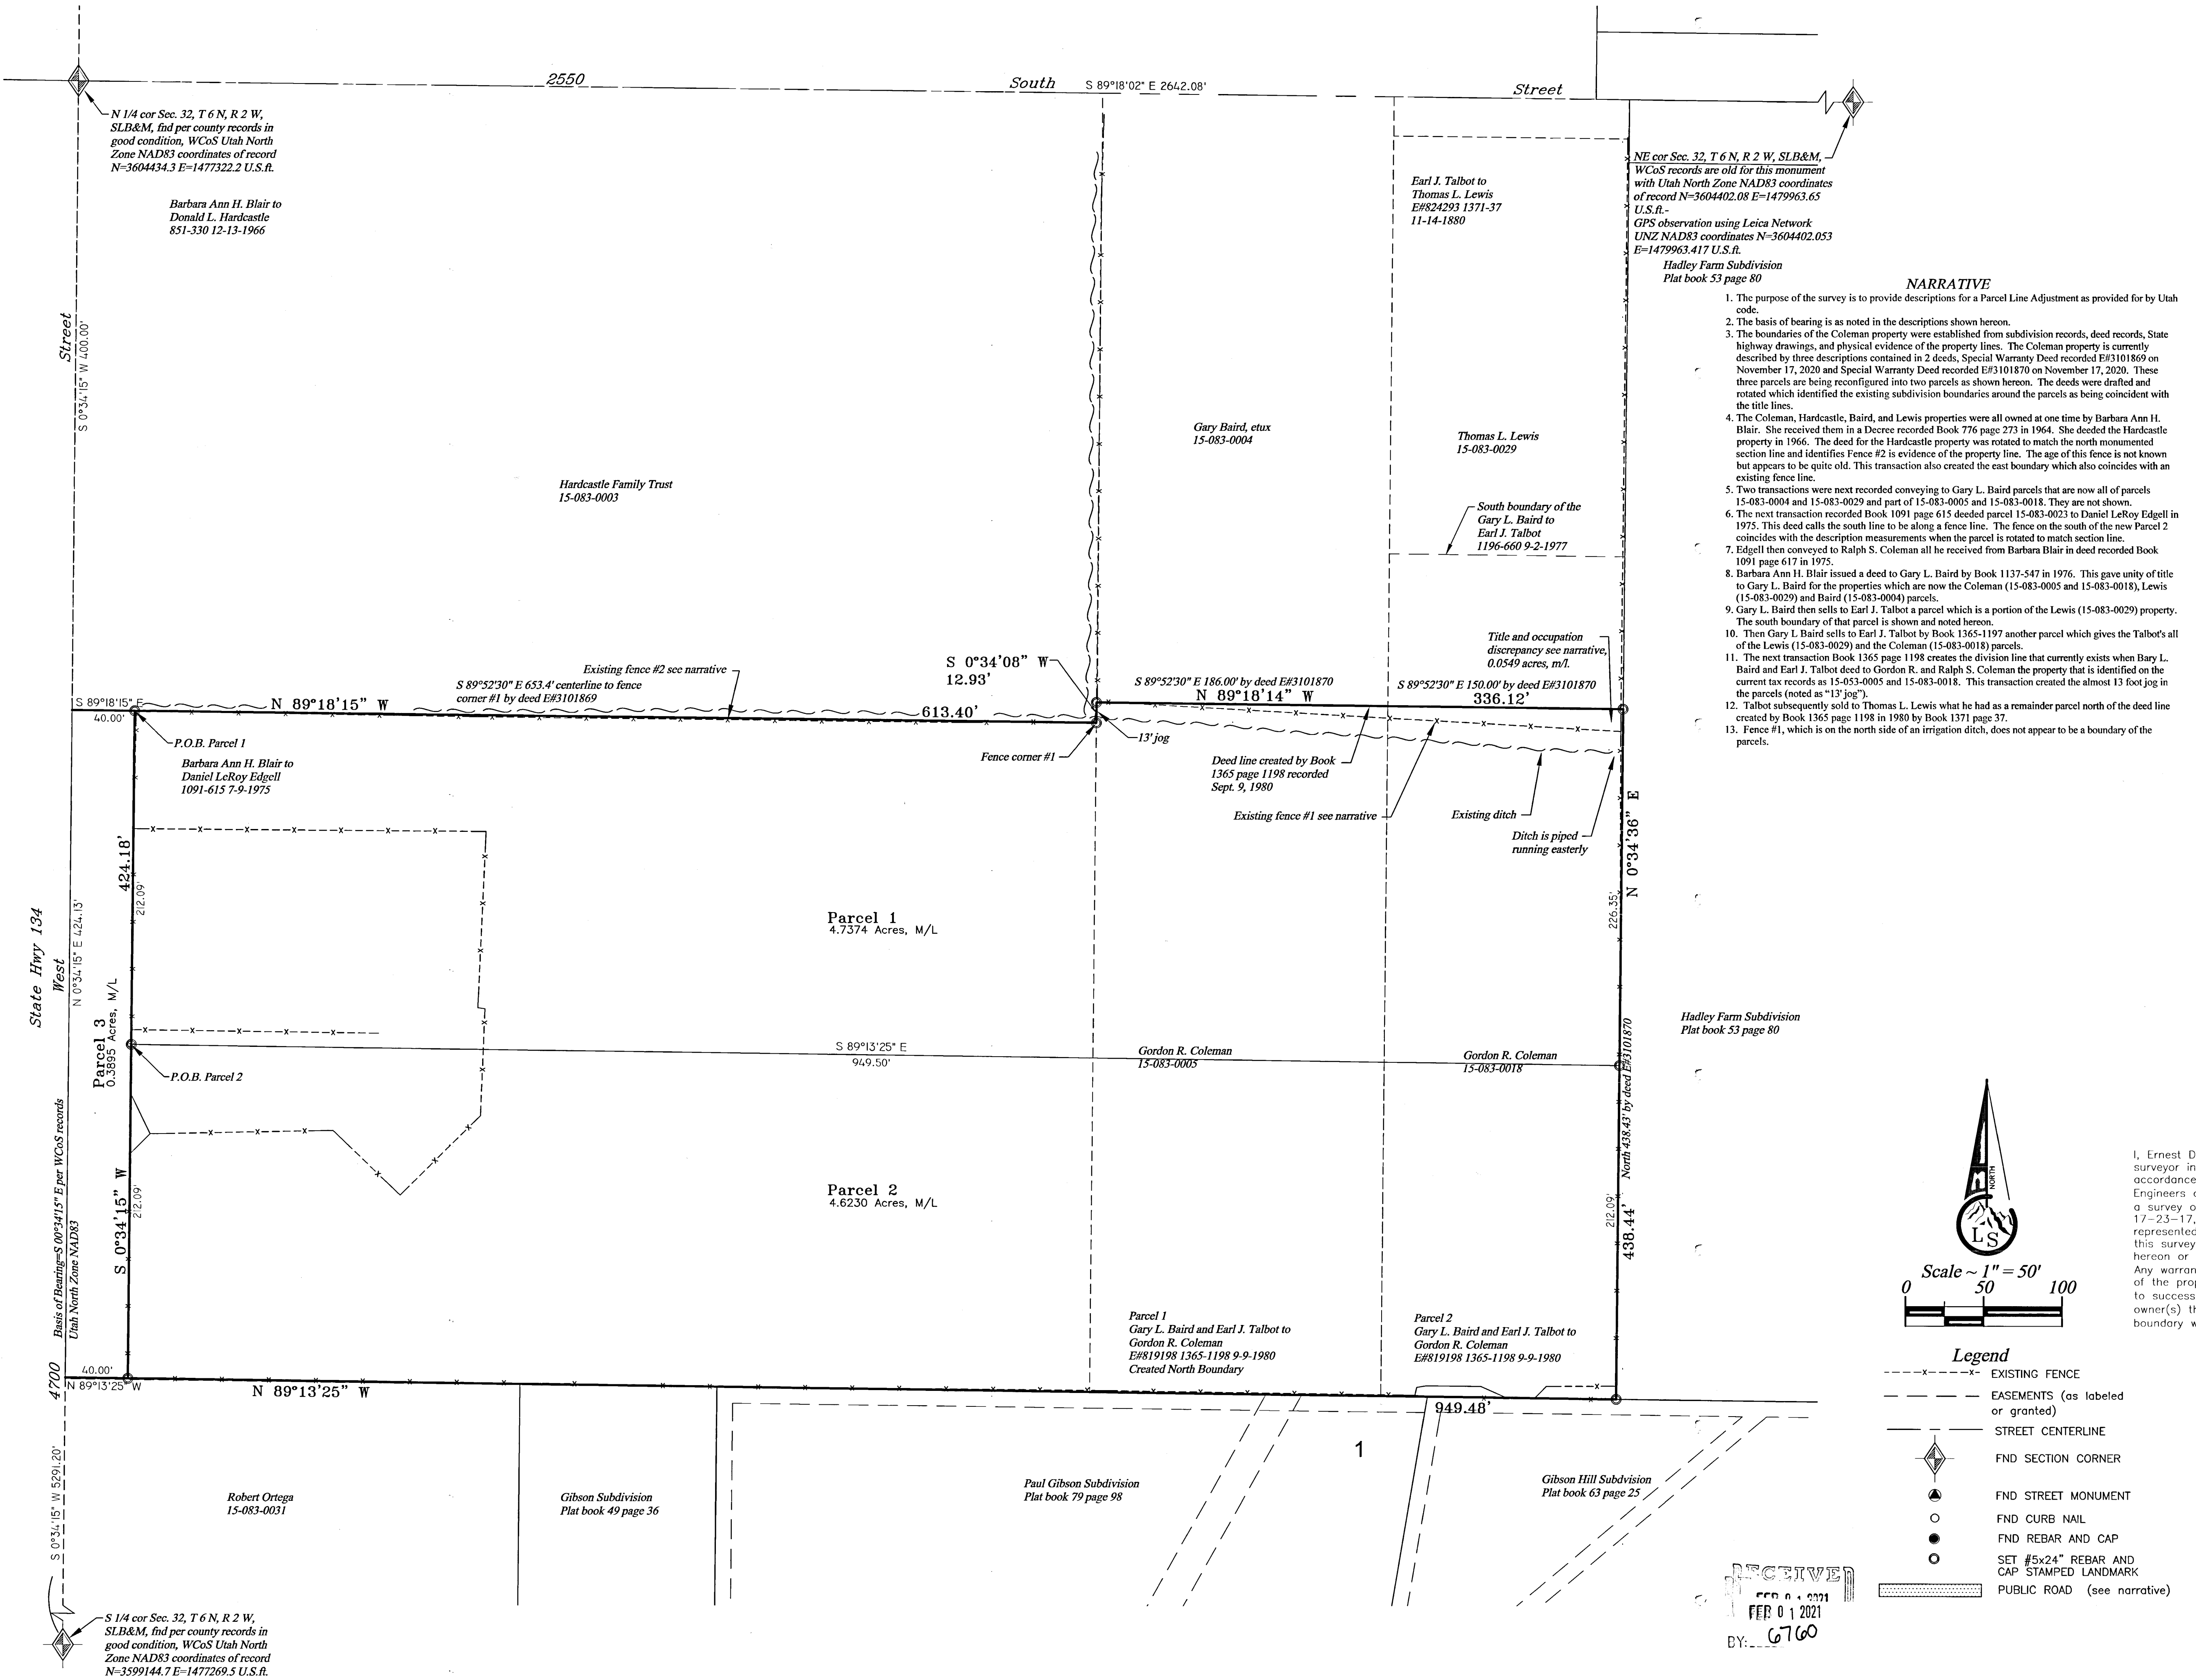 2550
South
S 89°18'02" E 2642.08'
Street
N 1/4 cor Sec. 32, T 6 N, R 2 W,
SLB&M, fnd per county records in
good condition, WCoS Utah North
Zone NAD83 coordinates of record
N=3604434.3 E=1477322.2 U.S.ft.
Barbara Ann H. Blair to
Donald L. Hardcastle
851-330 12-13-1966
Earl J. Talbot to
Thomas L. Lewis
E#824293 1371-37
11-14-1880
NE cor Sec. 32, T 6 N, R 2 W, SLB&M,
WCoS records are old for this monument
with Utah North Zone NAD83 coordinates
of record N=3604402.08 E=1479963.65
U.S.ft.-
GPS observation using Leica Network
UNZ NAD83 coordinates N=3604402.053
E=1479963.417 U.S.ft.
Hadley Farm Subdivision
Plat book 53 page 80
NARRATIVE
1. The purpose of the survey is to provide descriptions for a Parcel Line Adjustment as provided for by Utah
code.
2. The basis of bearing is as noted in the descriptions shown hereon.
3. The boundaries of the Coleman property were established from subdivision records, deed records, State
highway drawings, and physical evidence of the property lines. The Coleman property is currently
described by three descriptions contained in 2 deeds, Special Warranty Deed recorded E#3101869 on
November 17, 2020 and Special Warranty Deed recorded E#3101870 on November 17, 2020. These
three parcels are being reconfigured into two parcels as shown hereon. The deeds were drafted and
rotated which identified the existing subdivision boundaries around the parcels as being coincident with
the title lines.
4. The Coleman, Hardcastle, Baird, and Lewis properties were all owned at one time by Barbara Ann H.
Blair. She received them in a Decree recorded Book 776 page 273 in 1964. She deeded the Hardcastle
property in 1966. The deed for the Hardcastle property was rotated to match the north monumented
section line and identifies Fence #2 is evidence of the property line. The age of this fence is not known
but appears to be quite old. This transaction also created the east boundary which also coincides with an
existing fence line.
5. Two transactions were next recorded conveying to Gary L. Baird parcels that are now all of parcels
15-083-0004 and 15-083-0029 and part of 15-083-0005 and 15-083-0018. They are not shown.
6. The next transaction recorded Book 1091 page 615 deeded parcel 15-083-0023 to Daniel LeRoy Edgell in
1975. This deed calls the south line to be along a fence line. The fence on the south of the new Parcel 2
coincides with the description measurements when the parcel is rotated to match section line.
7. Edgell then conveyed to Ralph S. Coleman all he received from Barbara Blair in deed recorded Book
1091 page 617 in 1975.
8. Barbara Ann H. Blair issued a deed to Gary L. Baird by Book 1137-547 in 1976. This gave unity of title
to Gary L. Baird for the properties which are now the Coleman (15-083-0005 and 15-083-0018), Lewis
(15-083-0029) and Baird (15-083-0004) parcels.
9. Gary L. Baird then sells to Earl J. Talbot a parcel which is a portion of the Lewis (15-083-0029) property.
The south boundary of that parcel is shown and noted hereon.
10. Then Gary L Baird sells to Earl J. Talbot by Book 1365-1197 another parcel which gives the Talbot's all
of the Lewis (15-083-0029) and the Coleman (15-083-0018) parcels.
11. The next transaction Book 1365 page 1198 creates the division line that currently exists when Bary L.
Baird and Earl J. Talbot deed to Gordon R. and Ralph S. Coleman the property that is identified on the
current tax records as 15-053-0005 and 15-083-0018. This transaction created the almost 13 foot jog in
the parcels (noted as "13' jog").
12. Talbot subsequently sold to Thomas L. Lewis what he had as a remainder parcel north of the deed line
created by Book 1365 page 1198 in 1980 by Book 1371 page 37.
13. Fence #1, which is on the north side of an irrigation ditch, does not appear to be a boundary of the
parcels.
Street
S 0°34'15" W 400.00'
Hardcastle Family Trust
15-083-0003
Gary Baird, etux
15-083-0004
Thomas L. Lewis
15-083-0029
South boundary of the
Gary L. Baird to
Earl J. Talbot
1196-660 9-2-1977
Title and occupation
discrepancy see narrative,
0.0549 acres, m/l.
Existing fence #2 see narrative
S 0°34'08" W
12.93'
S 89°52'30" E 653.4' centerline to fence
corner #1 by deed E#3101869
S 89°52'30" E 186.00' by deed E#3101870
S 89°52'30" E 150.00' by deed E#3101870
S 89°18'15" E
40.00'
N 89°18'15" W
613.40'
N 89°18'14" W
336.12'
P.O.B. Parcel 1
13' jog
Fence corner #1
Barbara Ann H. Blair to
Daniel LeRoy Edgell
1091-615 7-9-1975
Deed line created by Book
1365 page 1198 recorded
Sept. 9, 1980
Existing fence #1 see narrative
Existing ditch
Ditch is piped
running easterly
N 0°34'36" E
424.18'
212.09'
226.35'
State Hwy 134
West
N 0°34'15" E 424.13'
Parcel 1
4.7374 Acres, M/L
Parcel 3
0.3895 Acres, M/L
S 89°13'25" E
949.50'
Gordon R. Coleman
15-083-0005
Gordon R. Coleman
15-083-0018
Hadley Farm Subdivision
Plat book 53 page 80
P.O.B. Parcel 2
North 438.43' by deed E#3101870
Basis of Bearing=S 00°34'15" E per WCoS records
Utah North Zone NAD83
S 0°34'15" W
212.09'
Parcel 2
4.6230 Acres, M/L
212.09'
438.44'
NORTH
LS
Scale ~ 1" = 50'
0 50 100
I, Ernest D
surveyor in
accordance
Engineers
a survey o
17-23-17,
represented
this survey
hereon or
Any warran
of the prop
to success
owner(s) th
boundary w
Parcel 1
Gary L. Baird and Earl J. Talbot to
Gordon R. Coleman
E#819198 1365-1198 9-9-1980
Created North Boundary
Parcel 2
Gary L. Baird and Earl J. Talbot to
Gordon R. Coleman
E#819198 1365-1198 9-9-1980
4700
40.00'
N 89°13'25" W
N 89°13'25" W
949.48'
1
S 0°34'15" W 5291.20'
Robert Ortega
15-083-0031
Gibson Subdivision
Plat book 49 page 36
Paul Gibson Subdivision
Plat book 79 page 98
Gibson Hill Subdivision
Plat book 63 page 25
Legend
EXISTING FENCE
EASEMENTS (as labeled
or granted)
STREET CENTERLINE
FND SECTION CORNER
FND STREET MONUMENT
FND CURB NAIL
FND REBAR AND CAP
SET #5x24" REBAR AND
CAP STAMPED LANDMARK
PUBLIC ROAD (see narrative)
RECEIVED
FEB 01 2021
FEB 01 2021
BY: 6760
S 1/4 cor Sec. 32, T 6 N, R 2 W,
SLB&M, fnd per county records in
good condition, WCoS Utah North
Zone NAD83 coordinates of record
N=3599144.7 E=1477269.5 U.S.ft.